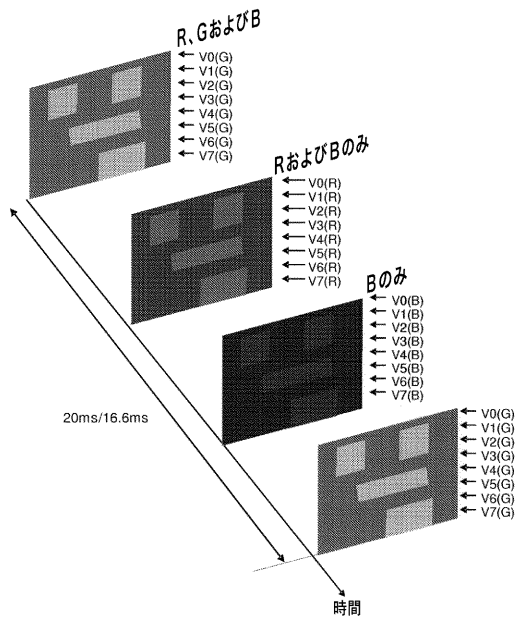 R、GおよびB
V0(G)
V1(G)
V2(G)
V3(G)
V4(G)
V5(G)
V6(G)
V7(G)
RおよびBのみ
V0(R)
V1(R)
V2(R)
V3(R)
V4(R)
V5(R)
V6(R)
V7(R)
Bのみ
V0(B)
V1(B)
V2(B)
V3(B)
V4(B)
V5(B)
V6(B)
V7(B)
20ms/16.6ms
V0(G)
V1(G)
V2(G)
V3(G)
V4(G)
V5(G)
V6(G)
V7(G)
時間